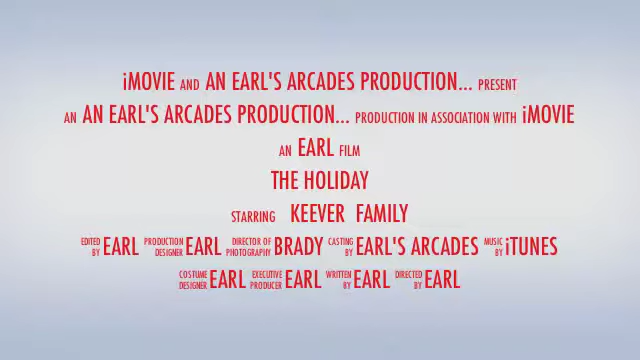 iMOVIE AND AN EARL'S ARCADES PRODUCTION... PRESENT
AN AN EARL'S ARCADES PRODUCTION... PRODUCTION IN ASSOCIATION WITH iMOVIE
AN EARL FILM
THE HOLIDAY
STARRING KEEVER FAMILY
EDITED BY EARL PRODUCTION DESIGNER EARL DIRECTOR OF PHOTOGRAPHY BRADY CASTING BY EARL'S ARCADES MUSIC BY iTUNES
COSTUME DESIGNER EARL EXECUTIVE PRODUCER EARL WRITTEN BY EARL DIRECTED BY EARL